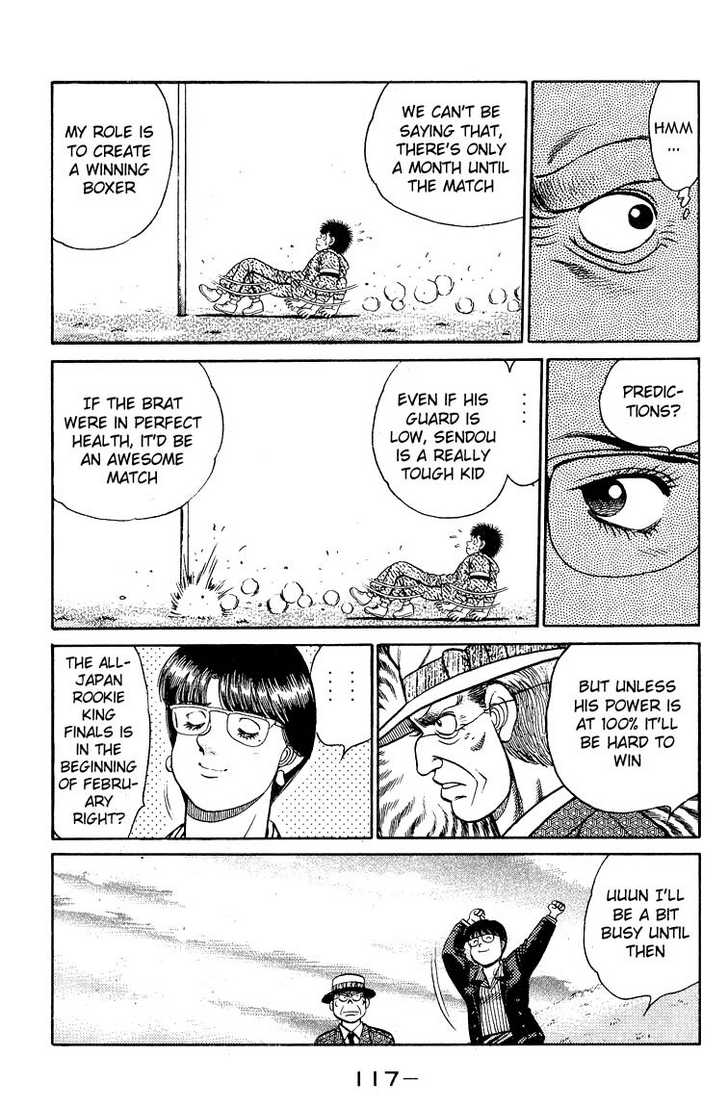 HMM
...
WE CAN'T BE
SAYING THAT,
THERE'S ONLY
A MONTH UNTIL
THE MATCH
MY ROLE IS
TO CREATE
A WINNING
BOXER
PREDIC-
TIONS?
...
EVEN IF HIS
GUARD IS
LOW, SENDOU
IS A REALLY
TOUGH KID
IF THE BRAT
WERE IN PERFECT
HEALTH, IT'D BE
AN AWESOME
MATCH
BUT UNLESS
HIS POWER IS
AT 100% IT'LL
BE HARD TO
WIN
......
THE ALL-
JAPAN
ROOKIE
KING
FINALS IS
IN THE
BEGINNING
OF FEBRU-
ARY
RIGHT?
UUUN I'LL
BE A BIT
BUSY UNTIL
THEN
117-